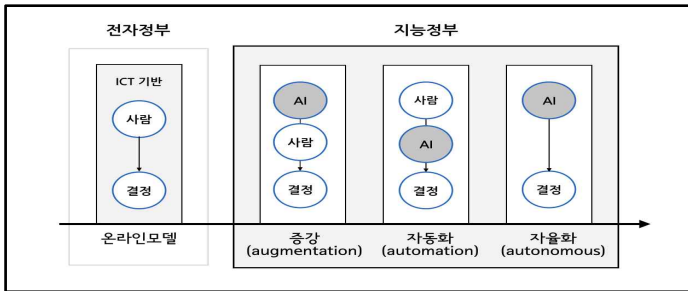 전자정부
지능정부
ICT 기반
사람
결정
AI
사람
결정
사람
AI
결정
AI
결정
온라인모델
증강
(augmentation)
자동화
(automation)
자율화
(autonomous)